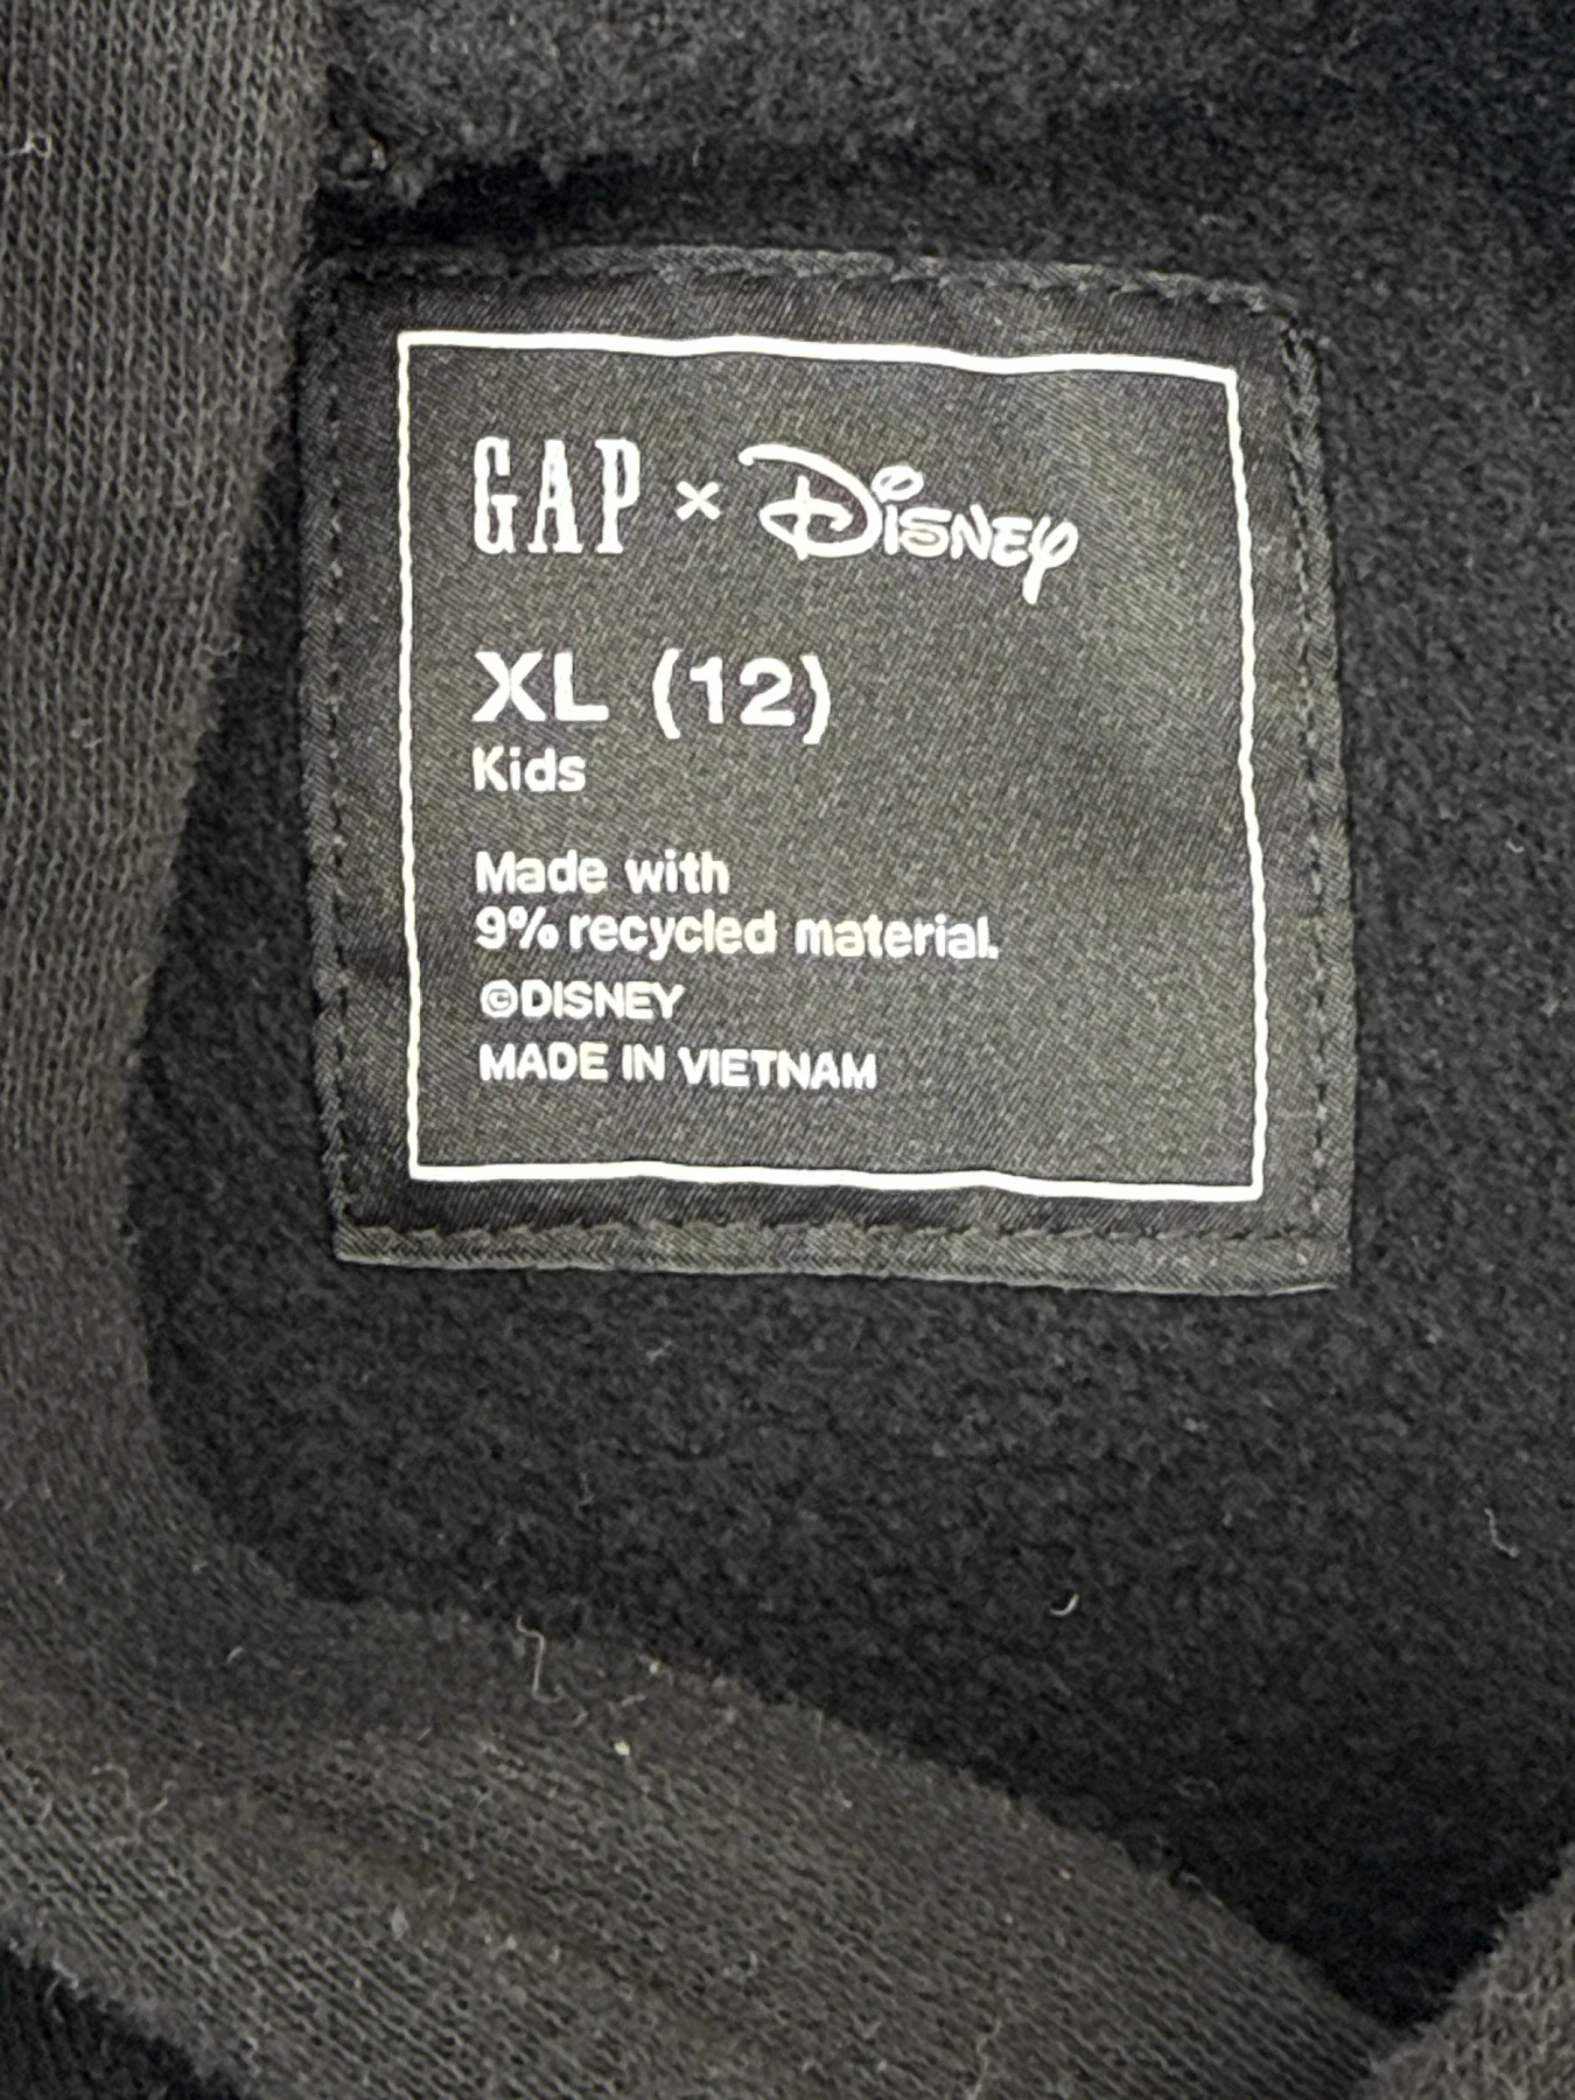 GAP × Disney
XL (12)
Kids
Made with
9% recycled material.
©DISNEY
MADE IN VIETNAM